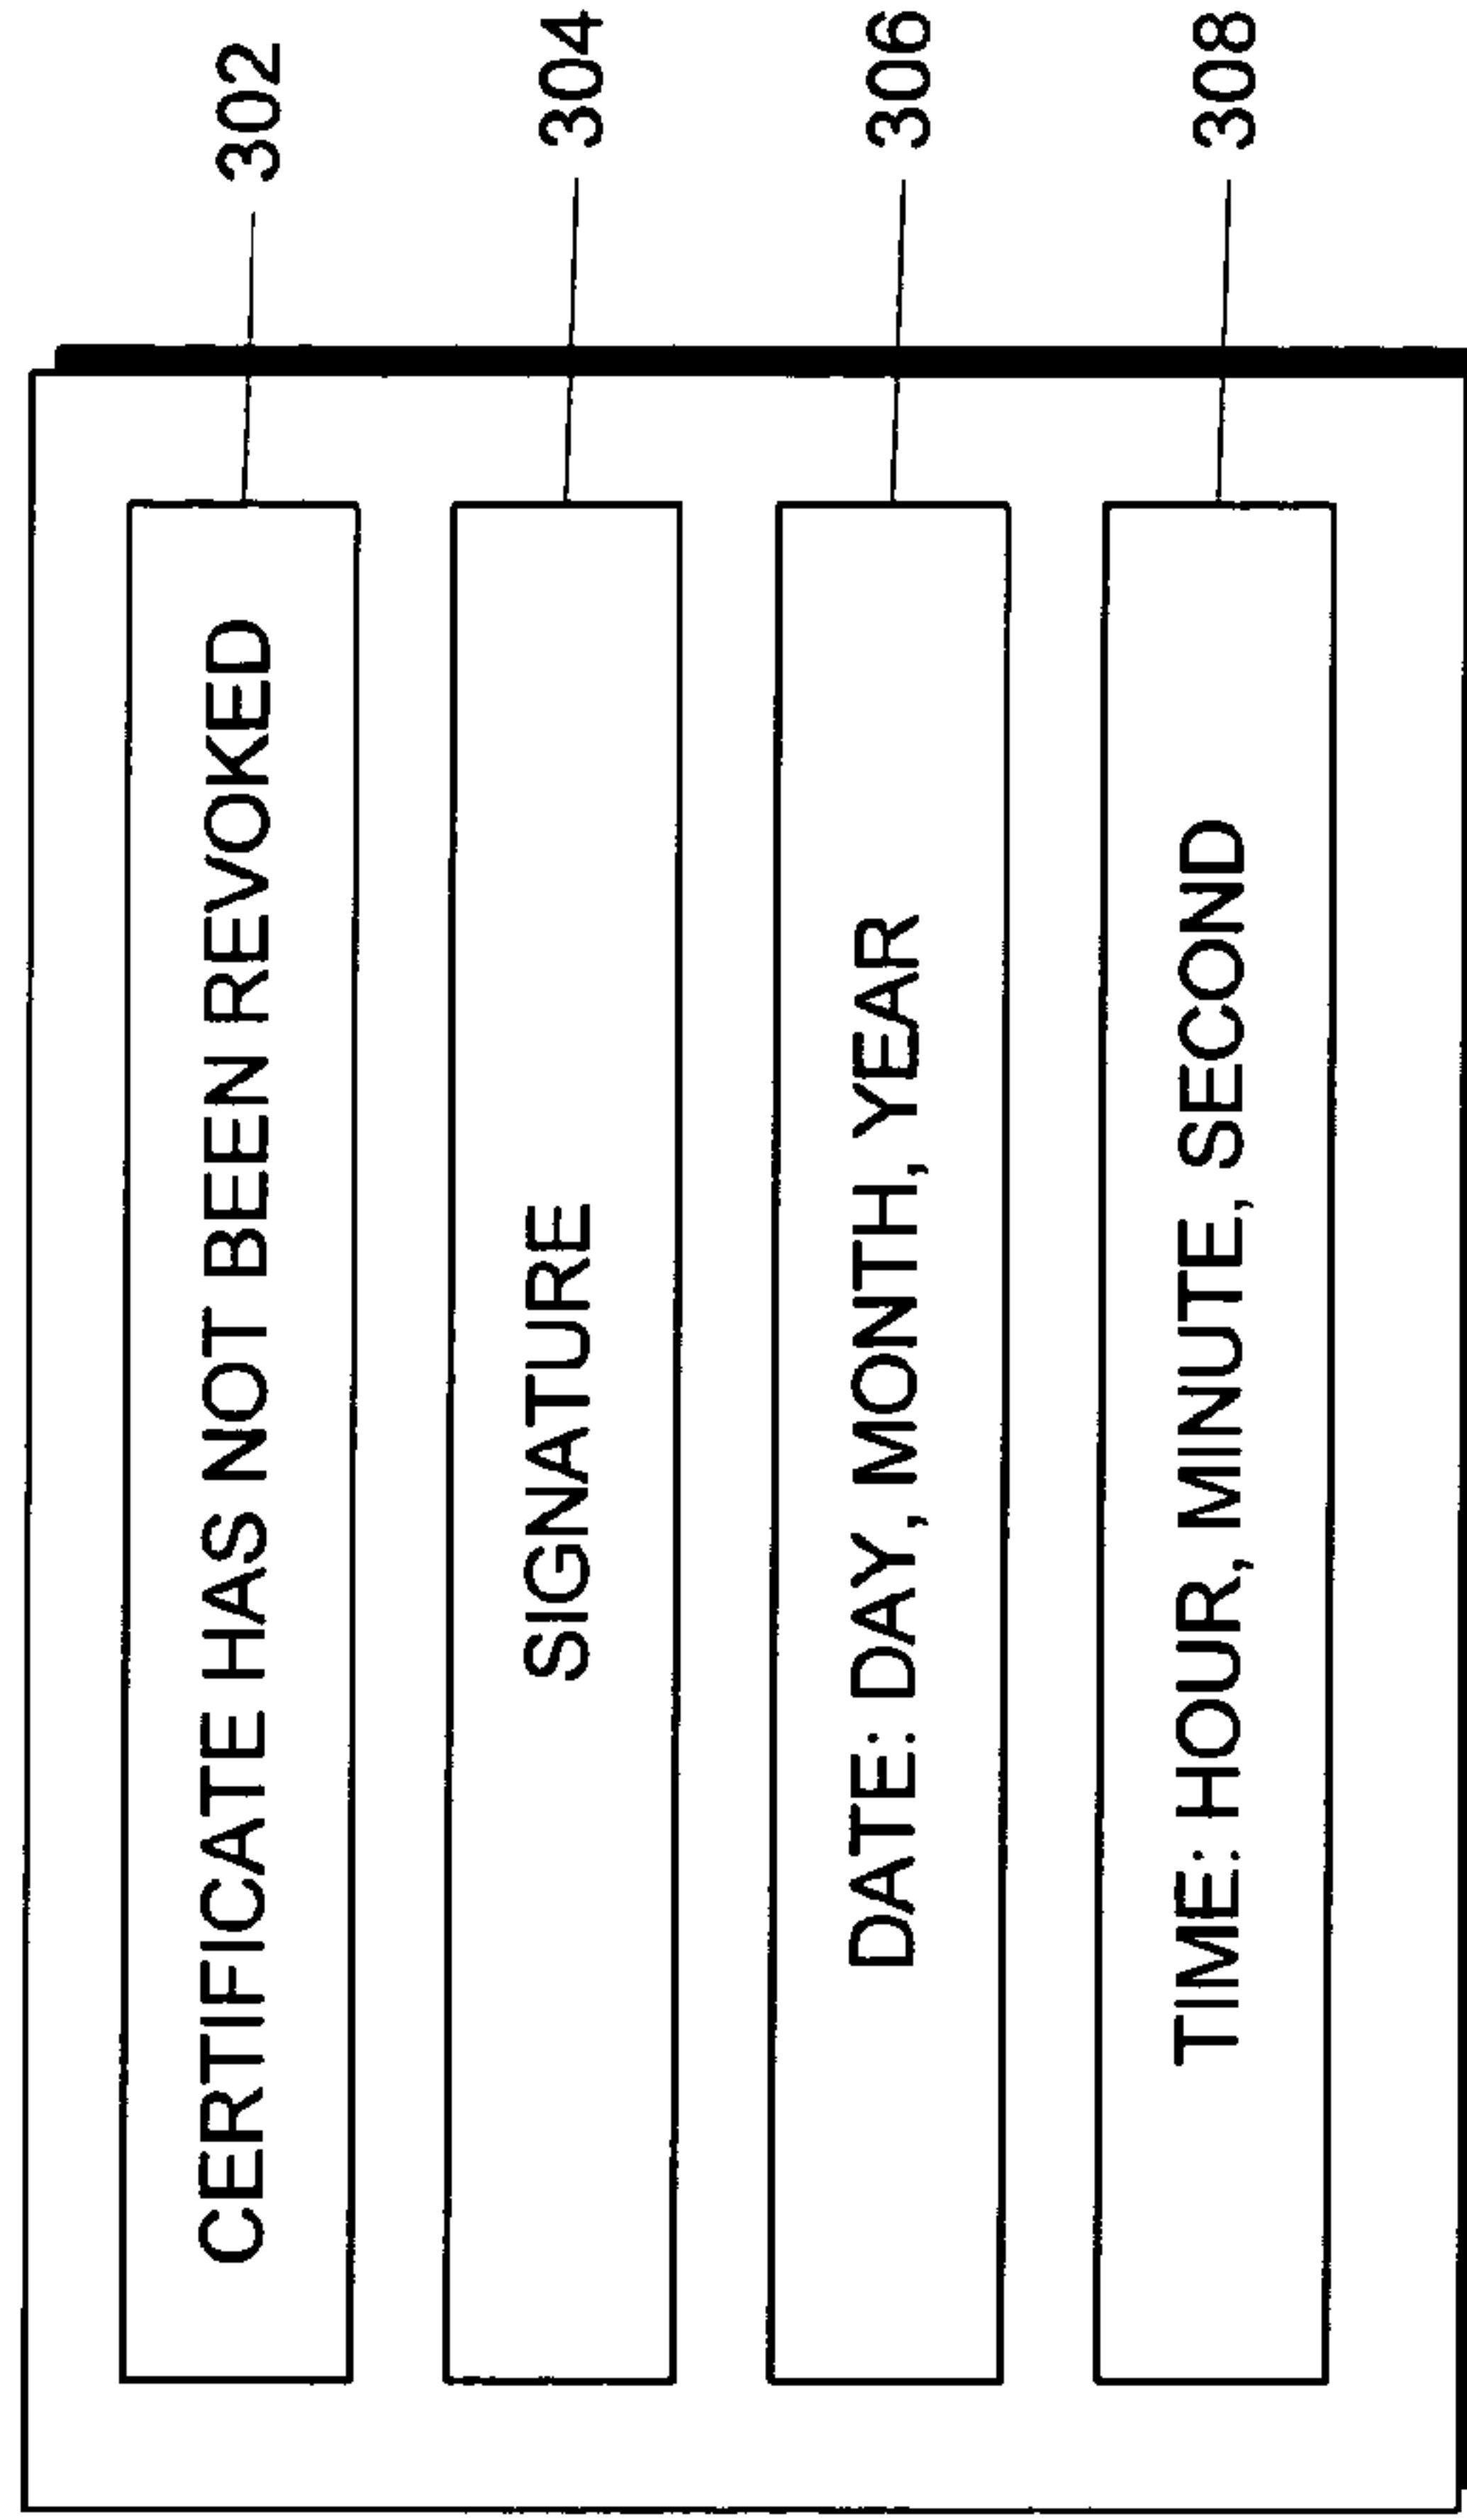 CERTIFICATE HAS NOT BEEN REVOKED 302
SIGNATURE 304
DATE: DAY, MONTH, YEAR 306
TIME: HOUR, MINUTE, SECOND 308